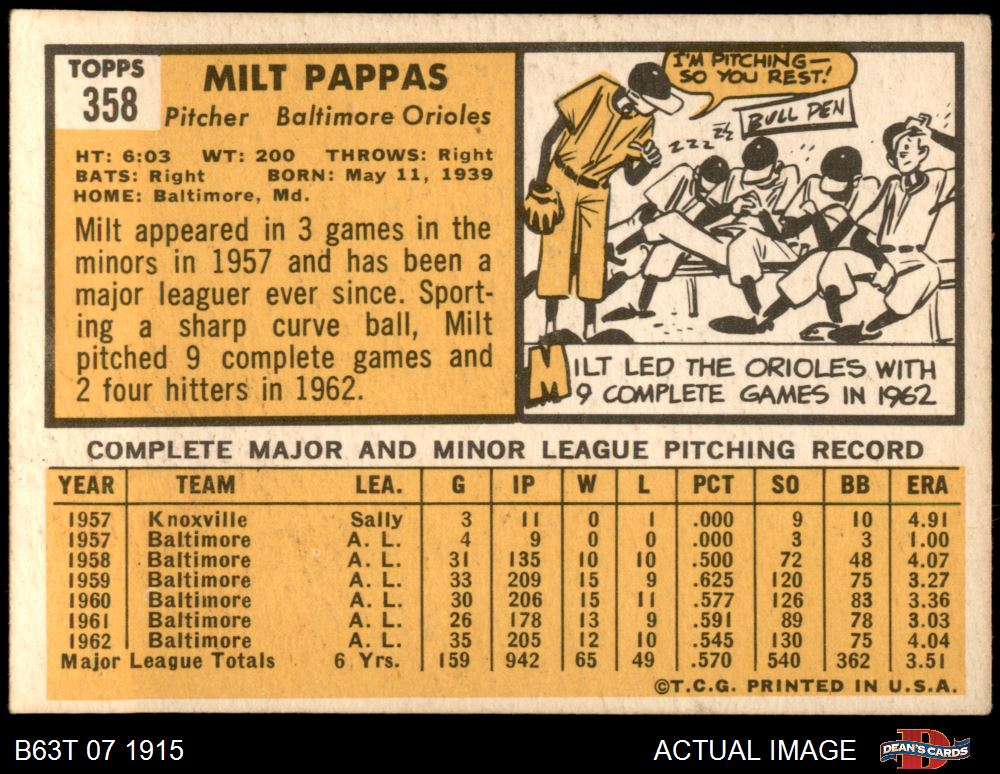 TOPPS
358
MILT PAPPAS
Pitcher Baltimore Orioles
HT: 6:03 WT: 200 THROWS: Right
BATS: Right BORN: May 11, 1939
HOME: Baltimore, Md.
Milt appeared in 3 games in the
minors in 1957 and has been a
major leaguer ever since. Sport-
ing a sharp curve ball, Milt
pitched 9 complete games and
2 four hitters in 1962.
I'M PITCHING—
SO YOU REST!
BULL PEN
ZZZ ZZ
MILT LED THE ORIOLES WITH
9 COMPLETE GAMES IN 1962
COMPLETE MAJOR AND MINOR LEAGUE PITCHING RECORD
YEAR TEAM LEA. G IP W L PCT SO BB ERA
1957 Knoxville Sally 3 11 0 1 .000 9 10 4.91
1957 Baltimore A. L. 4 9 0 0 .000 3 3 1.00
1958 Baltimore A. L. 31 135 10 10 .500 72 48 4.07
1959 Baltimore A. L. 33 209 15 9 .625 120 75 3.27
1960 Baltimore A. L. 30 206 15 11 .577 126 83 3.36
1961 Baltimore A. L. 26 178 13 9 .591 89 78 3.03
1962 Baltimore A. L. 35 205 12 10 .545 130 75 4.04
Major League Totals 6 Yrs. 159 942 65 49 .570 540 362 3.51
©T.C.G. PRINTED IN U.S.A.
B63T 07 1915
ACTUAL IMAGE
DEAN'S CARDS